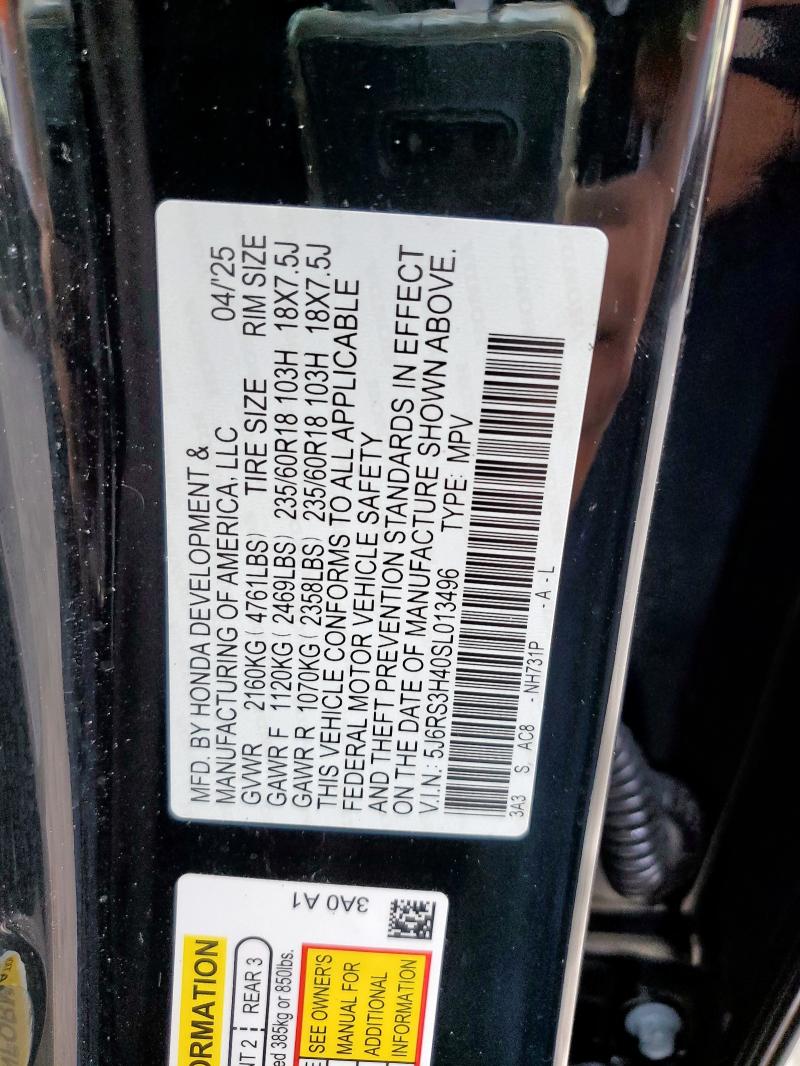 MFD. BY HONDA DEVELOPMENT &
MANUFACTURING OF AMERICA, LLC 04/'25
GVWR 2160KG ( 4761LBS) TIRE SIZE RIM SIZE
GAWR F 1120KG ( 2469LBS) 235/60R18 103H 18X7.5J
GAWR R 1070KG ( 2358LBS) 235/60R18 103H 18X7.5J
THIS VEHICLE CONFORMS TO ALL APPLICABLE
FEDERAL MOTOR VEHICLE SAFETY
AND THEFT PREVENTION STANDARDS IN EFFECT
ON THE DATE OF MANUFACTURE SHOWN ABOVE.
V.I.N.: 5J6RS3H40SL013496 TYPE: MPV
3A3 S AC8 - NH731P - A - L
3A0 A1
REAR 3
385kg or 850lbs.
SEE OWNER'S
MANUAL FOR
ADDITIONAL
INFORMATION